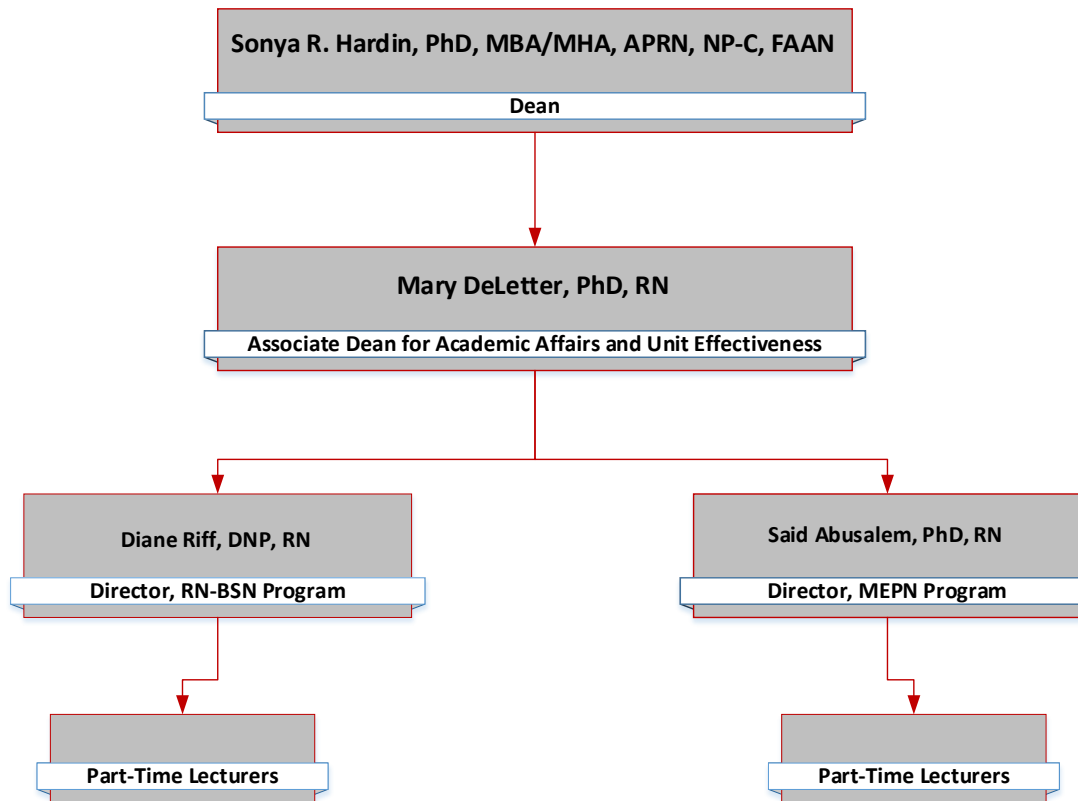 Sonya R. Hardin, PhD, MBA/MHA, APRN, NP-C, FAAN
Dean
Mary DeLetter, PhD, RN
Associate Dean for Academic Affairs and Unit Effectiveness
Diane Riff, DNP, RN
Director, RN-BSN Program
Said Abusalem, PhD, RN
Director, MEPN Program
Part-Time Lecturers
Part-Time Lecturers